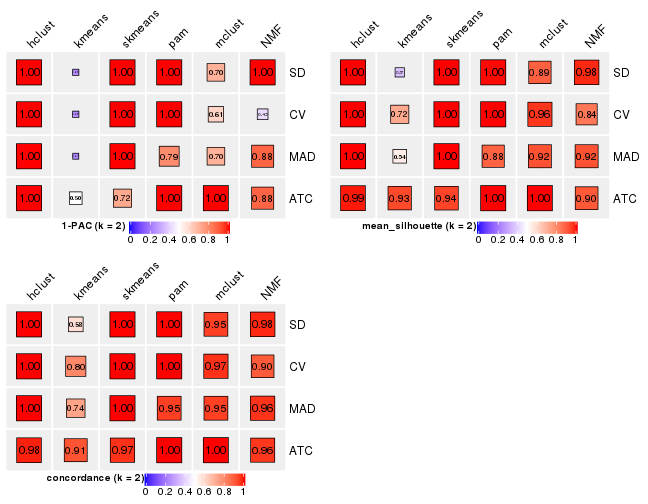 hclust kmeans skmeans pam mclust NMF
1.00 1.00 1.00 0.70 1.00 SD
1.00 1.00 1.00 0.61 CV
1.00 1.00 0.79 0.70 0.88 MAD
1.00 0.50 0.72 1.00 1.00 0.88 ATC
1-PAC (k = 2)
0 0.2 0.4 0.6 0.8 1
hclust kmeans skmeans pam mclust NMF
1.00 1.00 1.00 0.89 0.98 SD
1.00 0.72 1.00 1.00 0.96 0.84 CV
1.00 0.54 1.00 0.88 0.92 0.92 MAD
0.99 0.93 0.94 1.00 1.00 0.90 ATC
mean_silhouette (k = 2)
0 0.2 0.4 0.6 0.8 1
hclust kmeans skmeans pam mclust NMF
1.00 0.58 1.00 1.00 0.95 0.98 SD
1.00 0.80 1.00 1.00 0.97 0.90 CV
1.00 0.74 1.00 0.95 0.95 0.96 MAD
0.98 0.91 0.97 1.00 1.00 0.96 ATC
concordance (k = 2)
0 0.2 0.4 0.6 0.8 1